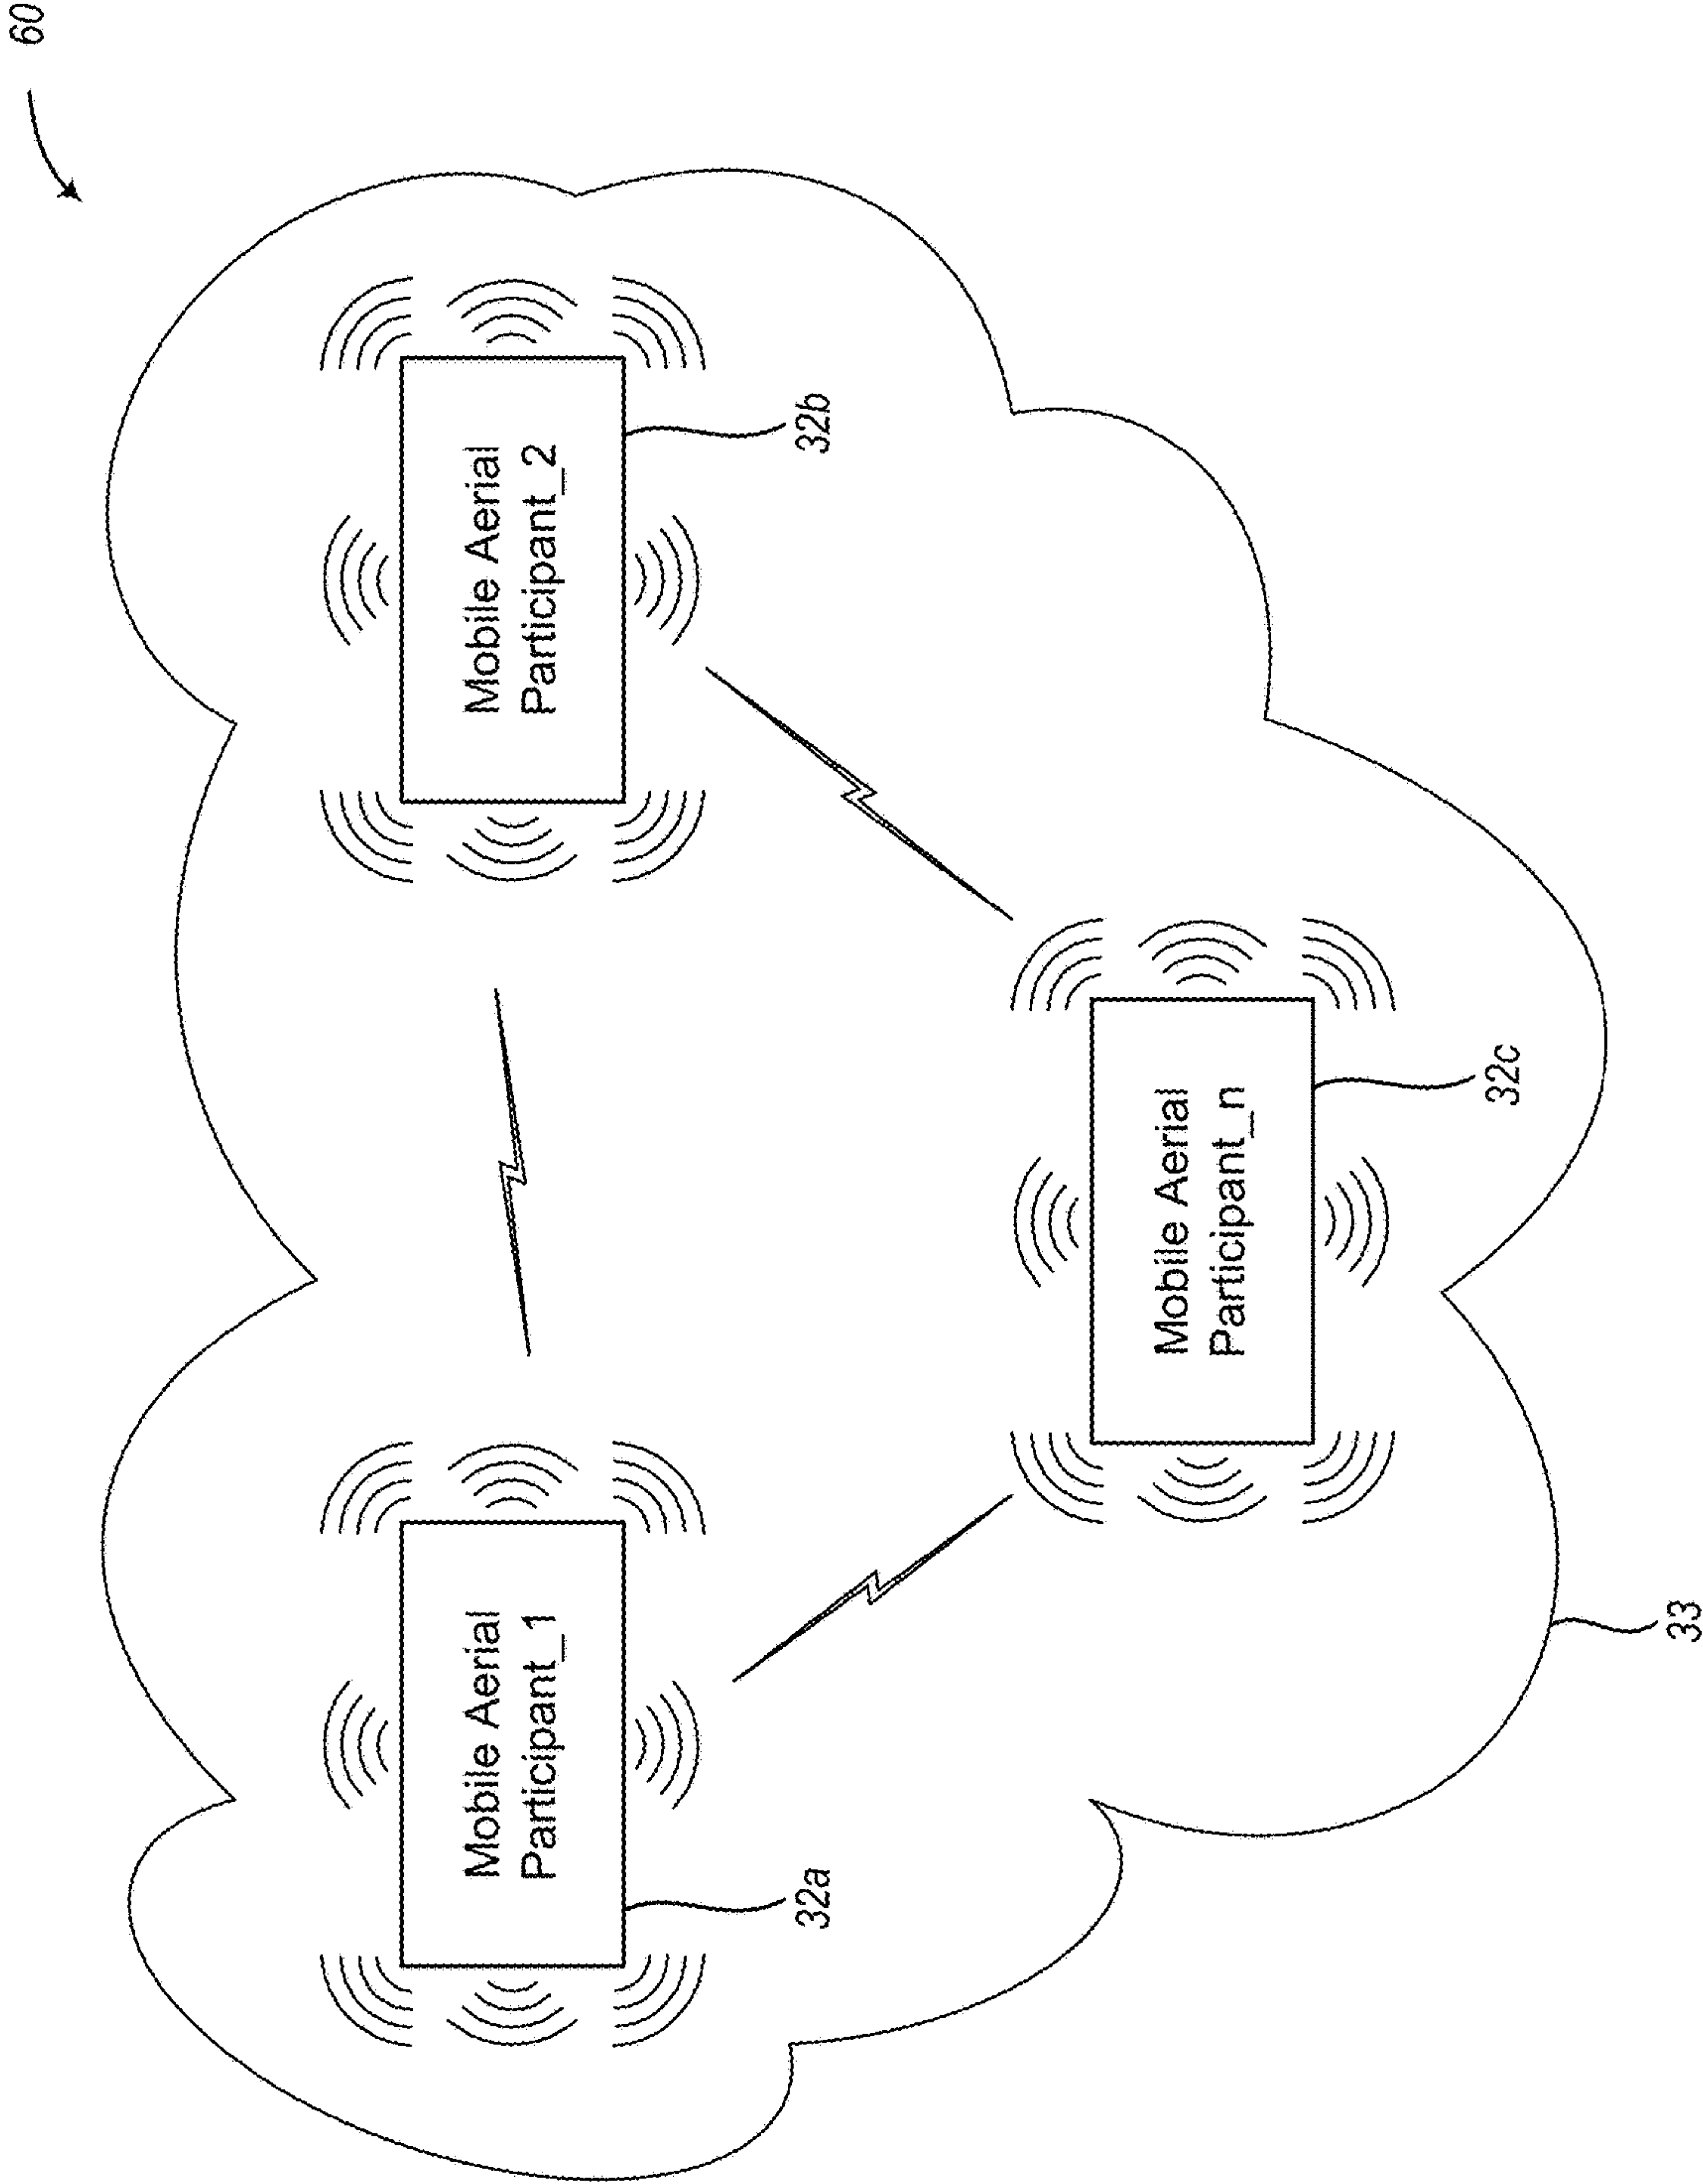 60
Mobile Aerial
Participant_1
32a
Mobile Aerial
Participant_2
32b
Mobile Aerial
Participant_n
32c
33